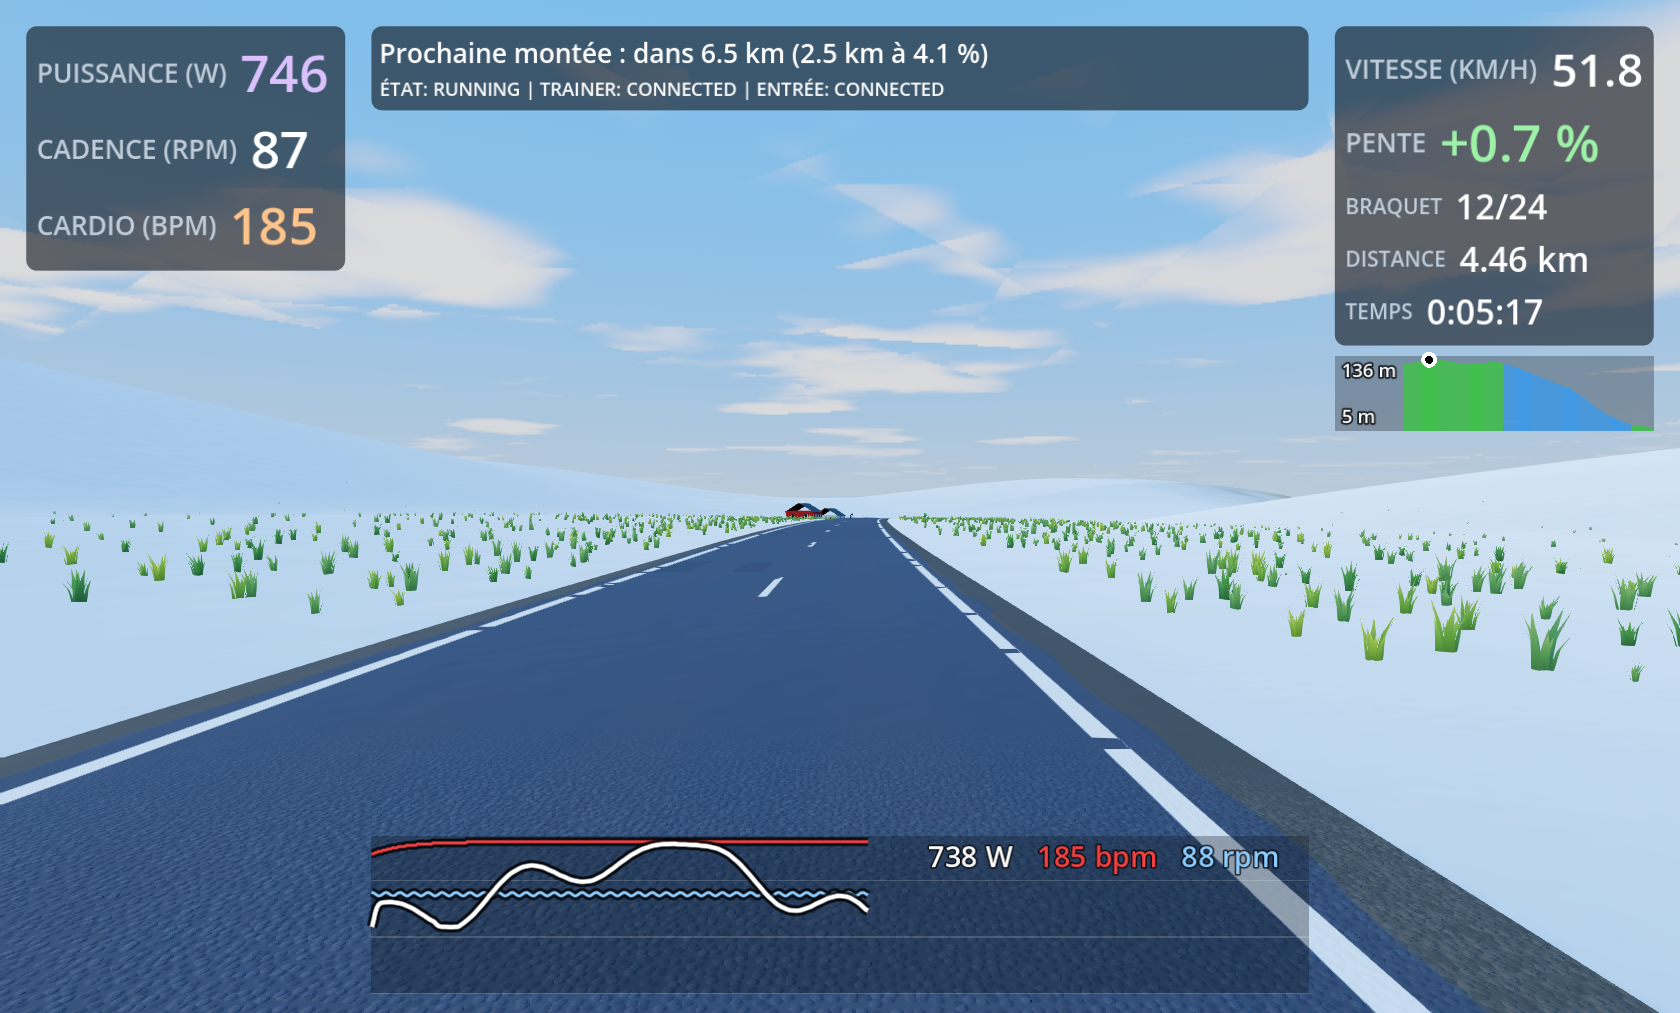 PUISSANCE (W) 746
CADENCE (RPM) 87
CARDIO (BPM) 185
Prochaine montée : dans 6.5 km (2.5 km à 4.1 %)
ÉTAT: RUNNING | TRAINER: CONNECTED | ENTRÉE: CONNECTED
VITESSE (KM/H) 51.8
PENTE +0.7 %
BRAQUET 12/24
DISTANCE 4.46 km
TEMPS 0:05:17
136 m
5 m
738 W 185 bpm 88 rpm